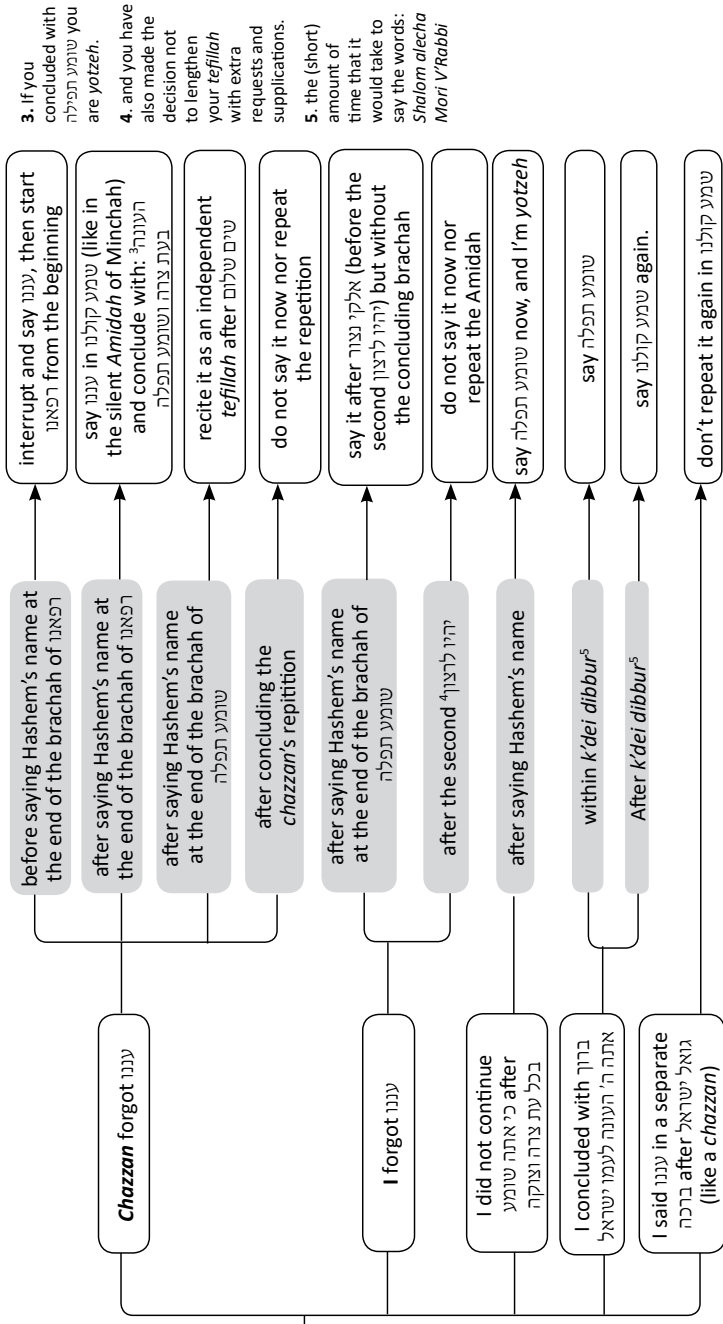 Chazzan forgot עננו
before saying Hashem's name at
the end of the brachah of רפאנו
interrupt and say עננו, then start
רפאנו from the beginning
after saying Hashem's name at
the end of the brachah of רפאנו
say עננו in שמע קולנו (like in
the silent Amidah of Minchah)
and conclude with: העונה³
בעת צרה ושומע תפלה
after saying Hashem's name
at the end of the brachah of
שומע תפלה
recite it as an independent
tefillah after שים שלום
after concluding the
chazzan's repitition
do not say it now nor repeat
the repetition
I forgot עננו
after saying Hashem's name
at the end of the brachah of
שומע תפלה
say it after אלקי נצור (before the
second יהיו לרצון) but without
the concluding brachah
after the second יהיו לרצון⁴
do not say it now nor
repeat the Amidah
I did not continue
כי אתה שומע after
בכל עת צרה וצוקה
after saying Hashem's name
say שומע תפלה now, and I'm yotzeh
I concluded with ברוך
אתה ה' העונה לעמו ישראל
within k'dei dibbur⁵
say שומע תפלה
After k'dei dibbur⁵
say שמע קולנו again.
I said עננו in a separate
ברכה after גואל ישראל
(like a chazzan)
don't repeat it again in שמע קולנו
3. If you
concluded with
שומע תפילה you
are yotzeh.
4. and you have
also made the
decision not
to lengthen
your tefillah
with extra
requests and
supplications.
5. the (short)
amount of
time that it
would take to
say the words:
Shalom alecha
Mori V'Rabbi